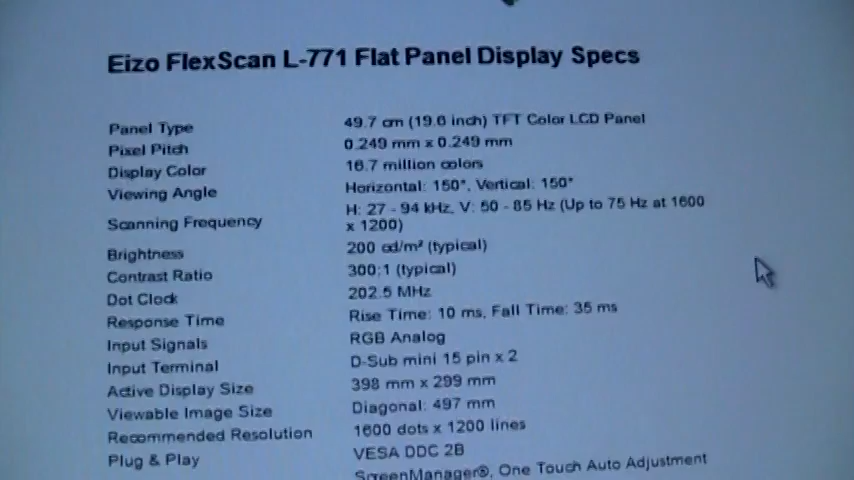 Eizo FlexScan L-771 Flat Panel Display Specs
Panel Type 49.7 cm (19.6 inch) TFT Color LCD Panel
Pixel Pitch 0.249 mm x 0.249 mm
Display Color 16.7 million colors
Viewing Angle Horizontal: 150°, Vertical: 150°
Scanning Frequency H: 27 - 94 kHz, V: 50 - 85 Hz (Up to 75 Hz at 1600
x 1200)
Brightness 200 cd/m² (typical)
Contrast Ratio 300:1 (typical)
Dot Clock 202.5 MHz
Response Time Rise Time: 10 ms, Fall Time: 35 ms
Input Signals RGB Analog
Input Terminal D-Sub mini 15 pin x 2
Active Display Size 398 mm x 299 mm
Viewable Image Size Diagonal: 497 mm
Recommended Resolution 1600 dots x 1200 lines
Plug & Play VESA DDC 2B
ScreenManager®, One Touch Auto Adjustment